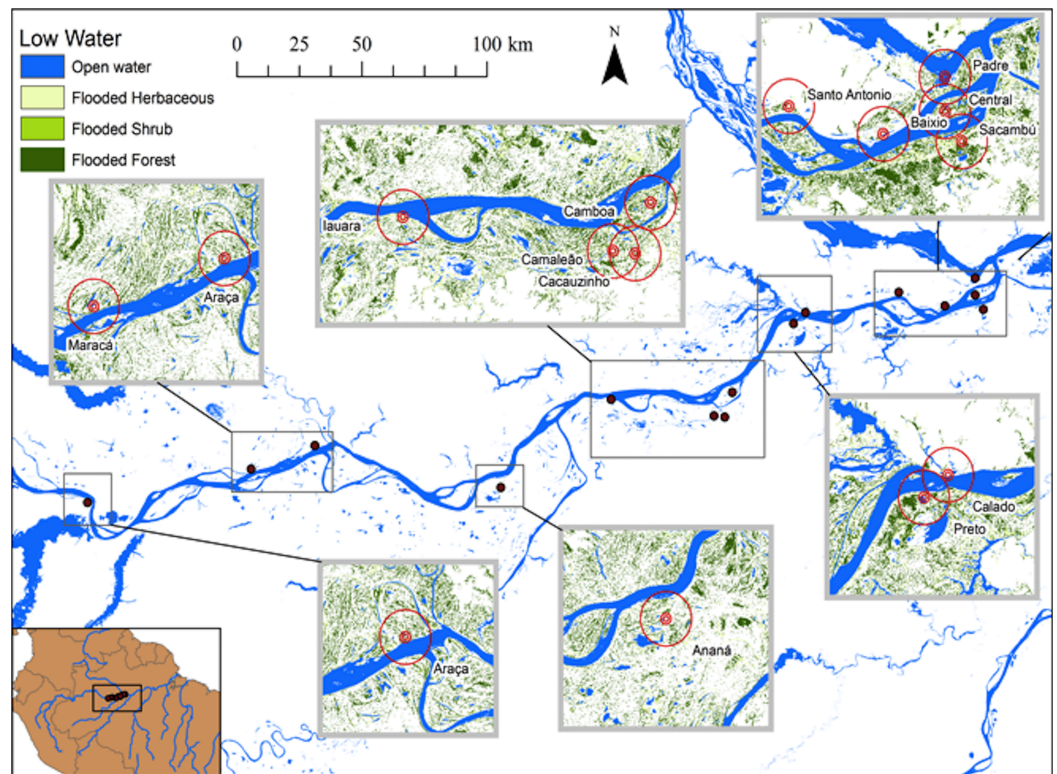 Low Water
Open water
Flooded Herbaceous
Flooded Shrub
Flooded Forest
0 25 50 100 km
N
Padre
Santo Antonio
Central
Baixio
Sacambú
Iauara
Camboa
Camaleão
Cacauzinho
Araça
Maracá
Calado
Preto
Araça
Ananá